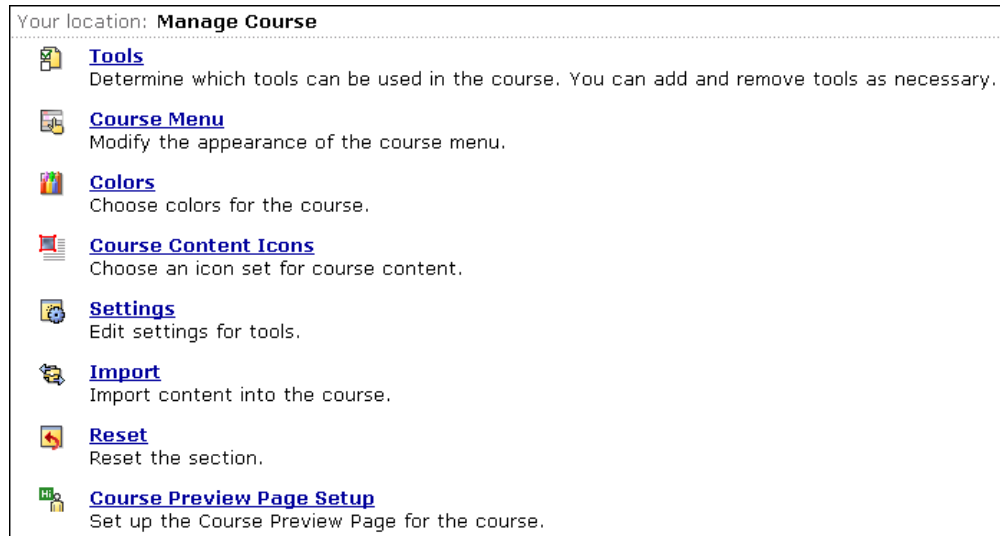 Your location: Manage Course
Tools
Determine which tools can be used in the course. You can add and remove tools as necessary.
Course Menu
Modify the appearance of the course menu.
Colors
Choose colors for the course.
Course Content Icons
Choose an icon set for course content.
Settings
Edit settings for tools.
Import
Import content into the course.
Reset
Reset the section.
Hi
Course Preview Page Setup
Set up the Course Preview Page for the course.